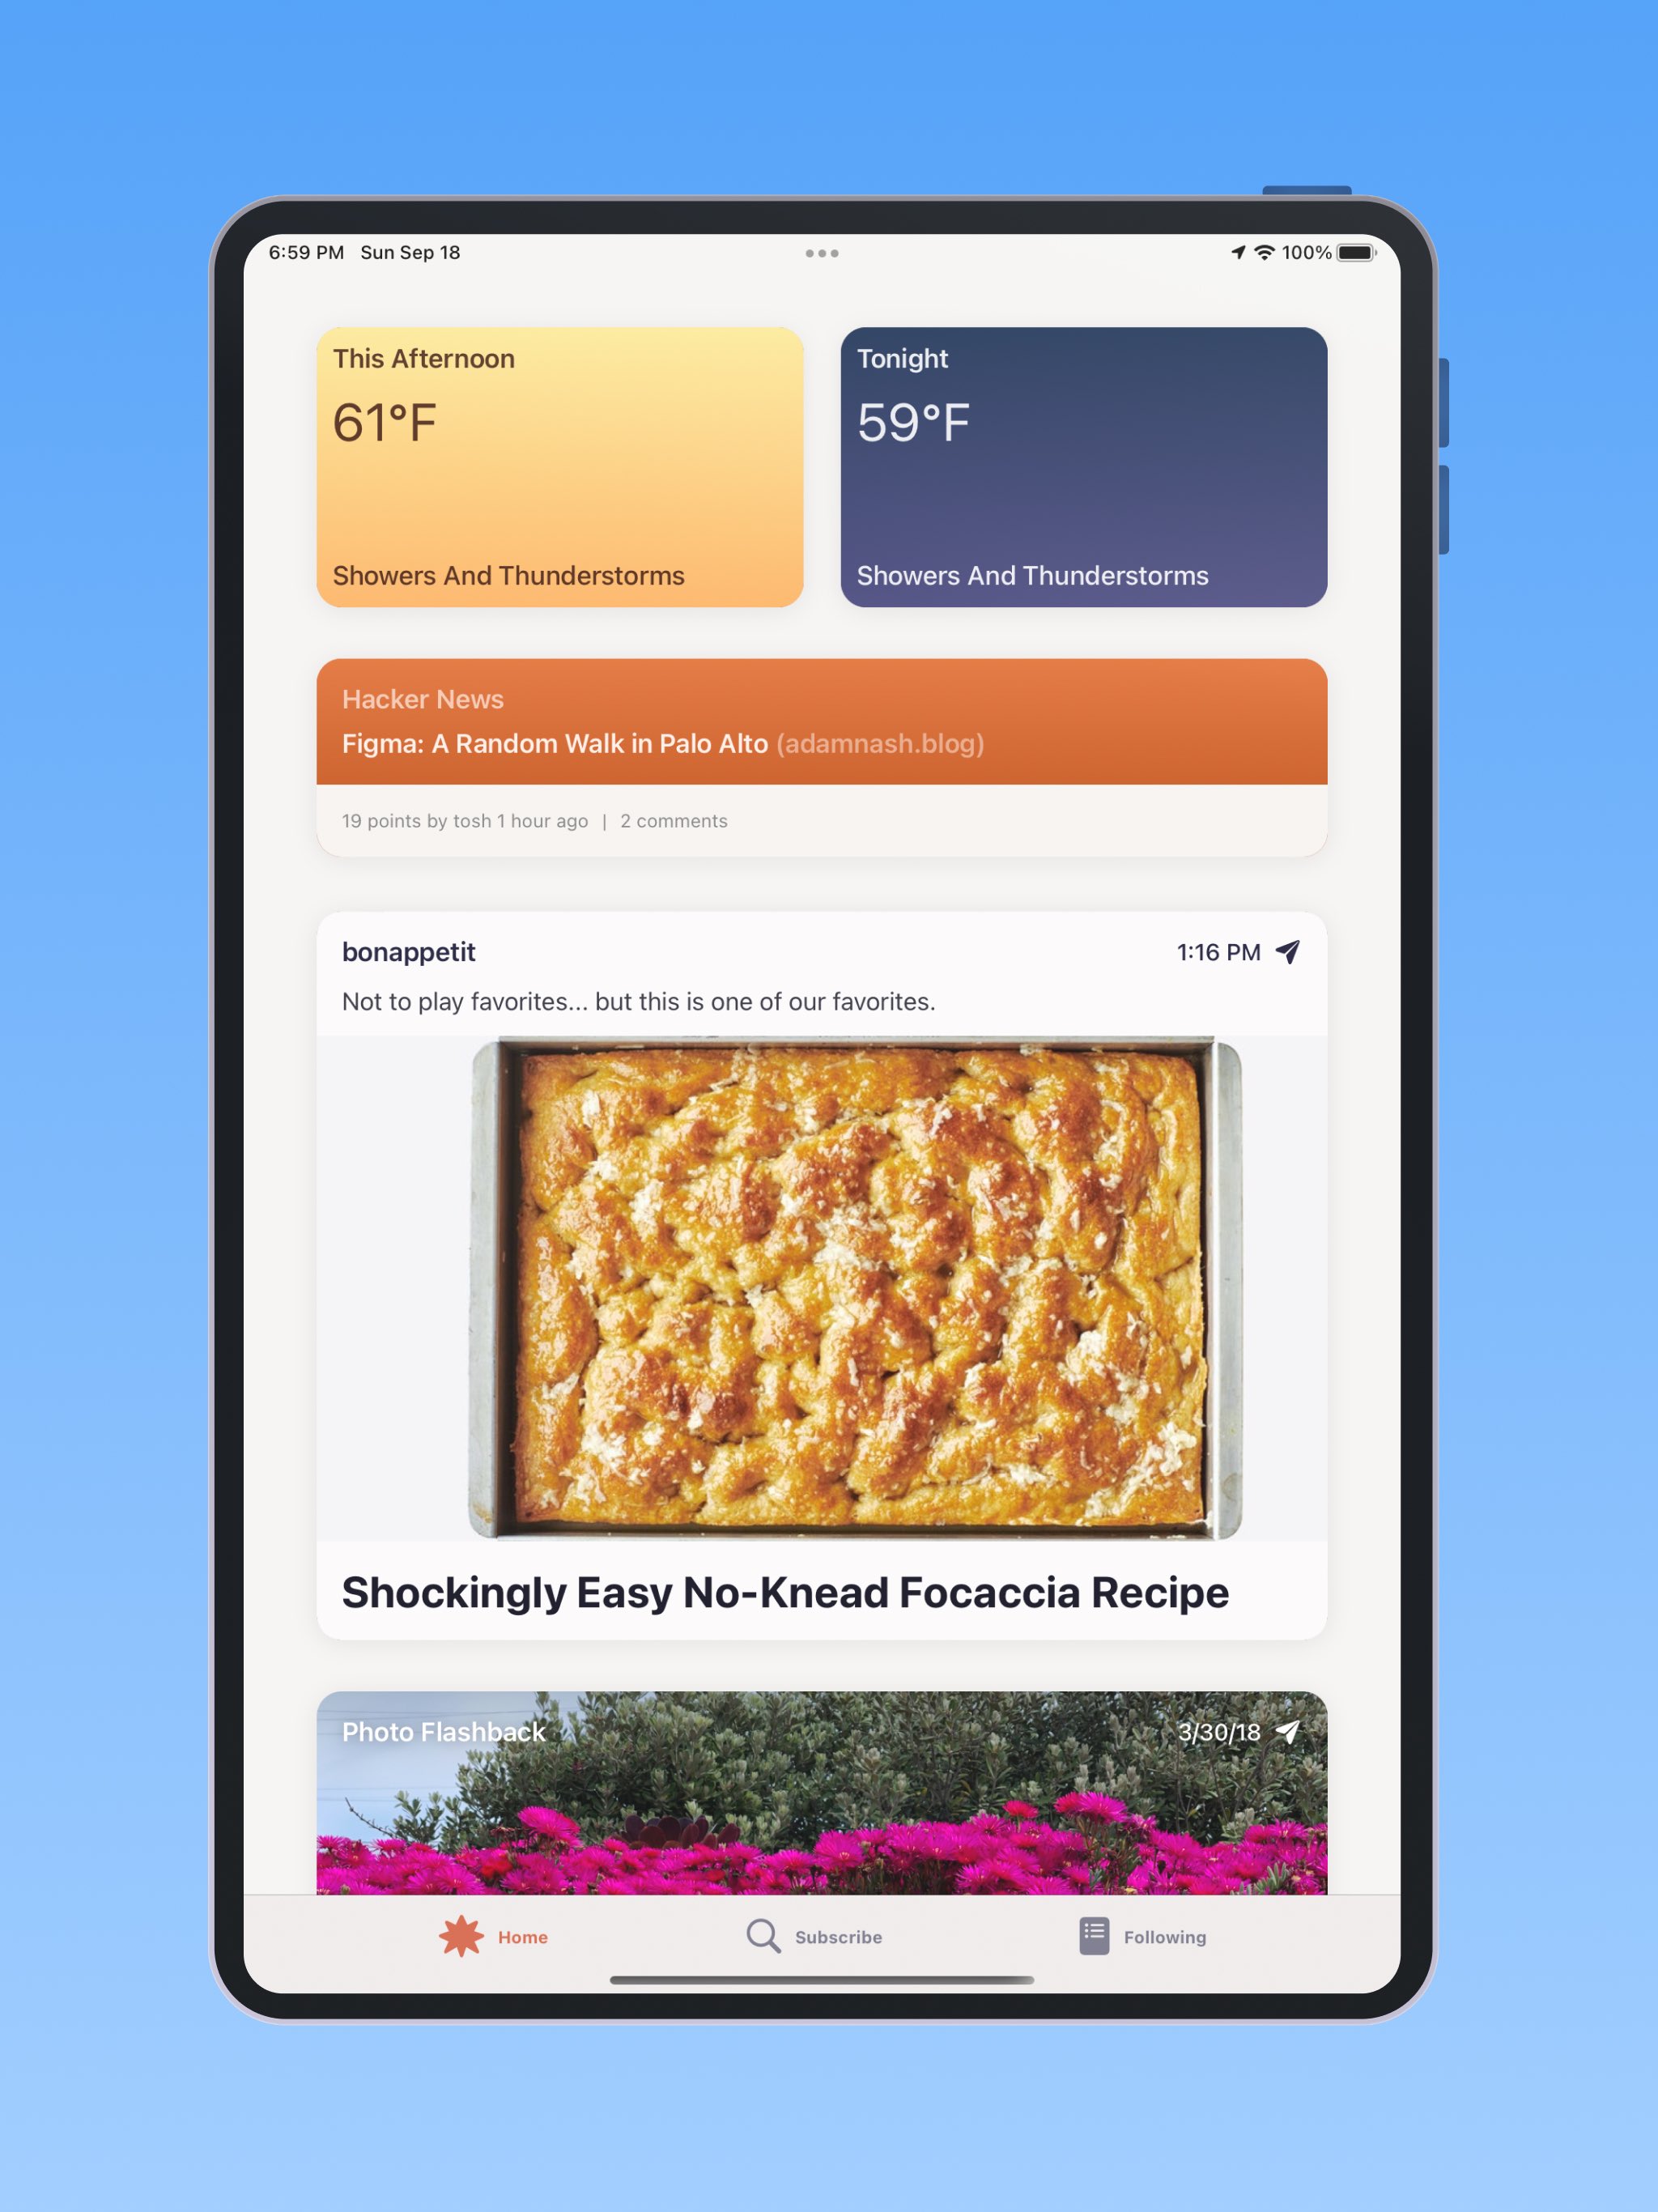 6:59 PM Sun Sep 18
100%
This Afternoon
61°F
Showers And Thunderstorms
Tonight
59°F
Showers And Thunderstorms
Hacker News
Figma: A Random Walk in Palo Alto (adamnash.blog)
19 points by tosh 1 hour ago | 2 comments
bonappetit
1:16 PM
Not to play favorites... but this is one of our favorites.
Shockingly Easy No-Knead Focaccia Recipe
Photo Flashback
3/30/18
Home
Subscribe
Following